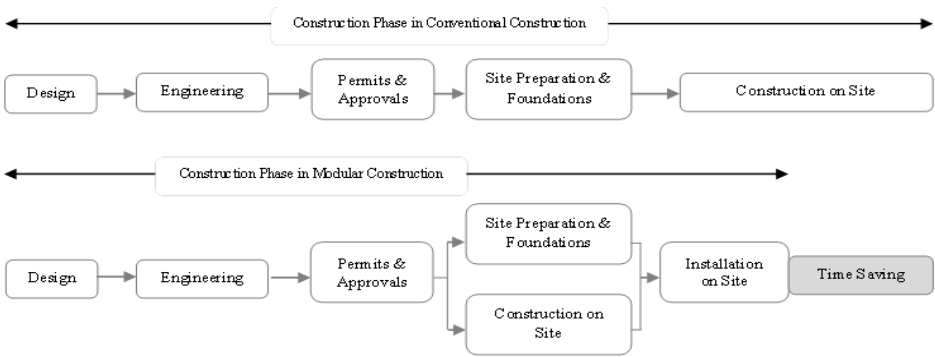 Construction Phase in Conventional Construction
Design
Engineering
Permits &
Approvals
Site Preparation &
Foundations
Construction on Site
Construction Phase in Modular Construction
Design
Engineering
Permits &
Approvals
Site Preparation &
Foundations
Construction on
Site
Installation
on Site
Time Saving